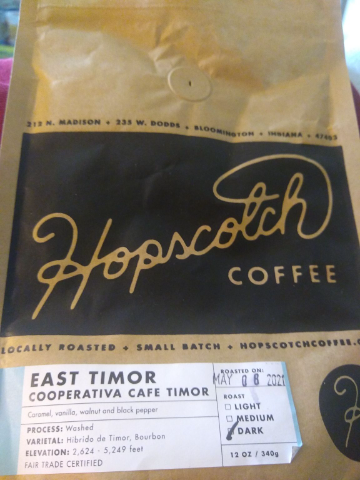 212 N. MADISON + 235 W. DODDS + BLOOMINGTON + INDIANA + 47403
Hopscotch
COFFEE
LOCALLY ROASTED + SMALL BATCH + HOPSCOTCHCOFFEE.C
EAST TIMOR
COOPERATIVA CAFE TIMOR
Caramel, vanilla, walnut and black pepper
PROCESS: Washed
VARIETAL: Hibrido de Timor, Bourbon
ELEVATION: 2,624 - 5,249 feet
FAIR TRADE CERTIFIED
ROASTED ON:
MAY 06 2021
ROAST
LIGHT
MEDIUM
DARK
12 OZ / 340g
H